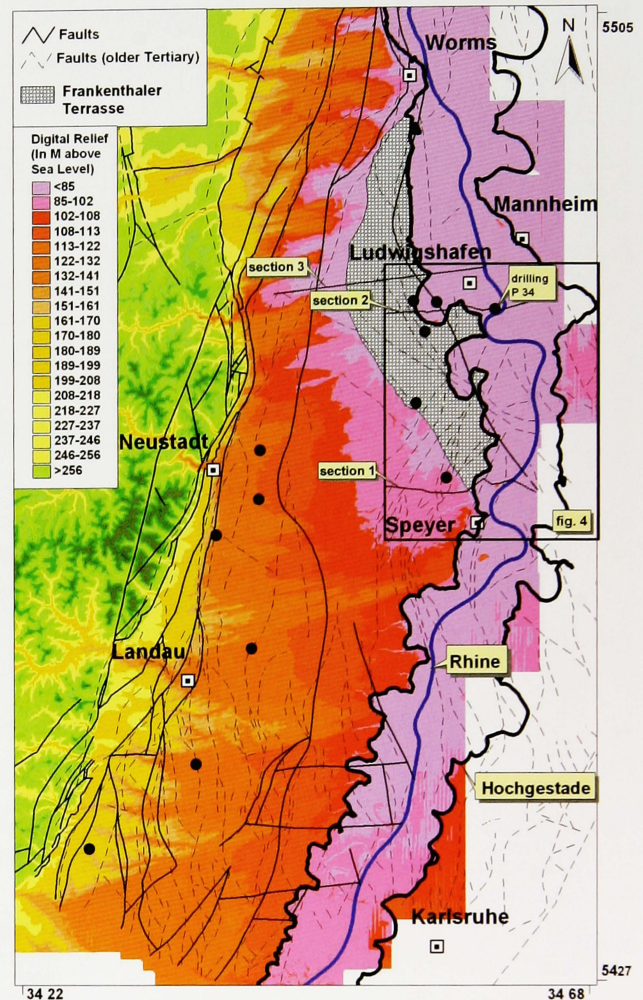 Faults
Faults (older Tertiary)
Frankenthaler
Terrasse
Digital Relief
(In M above
Sea Level)
<85
85-102
102-108
108-113
113-122
122-132
132-141
141-151
151-161
161-170
170-180
180-189
189-199
199-208
208-218
218-227
227-237
237-246
246-256
>256
N
5505
Worms
Mannheim
Ludwigshafen
section 3
drilling
P 34
section 2
Neustadt
section 1
Speyer
fig. 4
Landau
Rhine
Hochgestade
Karlsruhe
5427
34 22
34 68